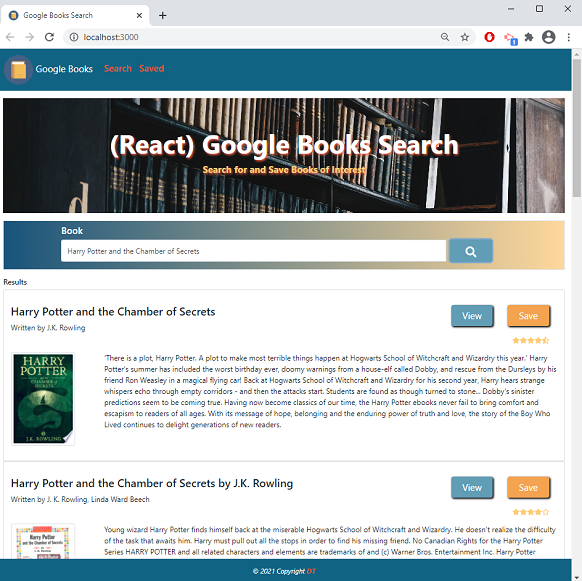 Google Books Search
localhost:3000
Google Books Search Saved
(React) Google Books Search
Search for and Save Books of Interest
Book
Harry Potter and the Chamber of Secrets
Results
Harry Potter and the Chamber of Secrets
View Save
Written by J.K. Rowling
HARRY
POTTER
J.K. ROWLING
'There is a plot, Harry Potter. A plot to make most terrible things happen at Hogwarts School of Witchcraft and Wizardry this year.' Harry
Potter's summer has included the worst birthday ever, doomy warnings from a house-elf called Dobby, and rescue from the Dursleys by his
friend Ron Weasley in a magical flying car! Back at Hogwarts School of Witchcraft and Wizardry for his second year, Harry hears strange
whispers echo through empty corridors - and then the attacks start. Students are found as though turned to stone... Dobby's sinister
predictions seem to be coming true. Having now become classics of our time, the Harry Potter ebooks never fail to bring comfort and
escapism to readers of all ages. With its message of hope, belonging and the enduring power of truth and love, the story of the Boy Who
Lived continues to delight generations of new readers.
Harry Potter and the Chamber of Secrets by J.K. Rowling
View Save
Written by J. K. Rowling, Linda Ward Beech
Harry Potter
and the Chamber of Secrets
Young wizard Harry Potter finds himself back at the miserable Hogwarts School of Witchcraft and Wizardry. He doesn't realize the difficulty
of the task that awaits him. Harry must pull out all the stops in order to find his missing friend. No Canadian Rights for the Harry Potter
Series HARRY POTTER and all related characters and elements are trademarks of and (c) Warner Bros. Entertainment Inc. Harry Potter
© 2021 Copyright DT